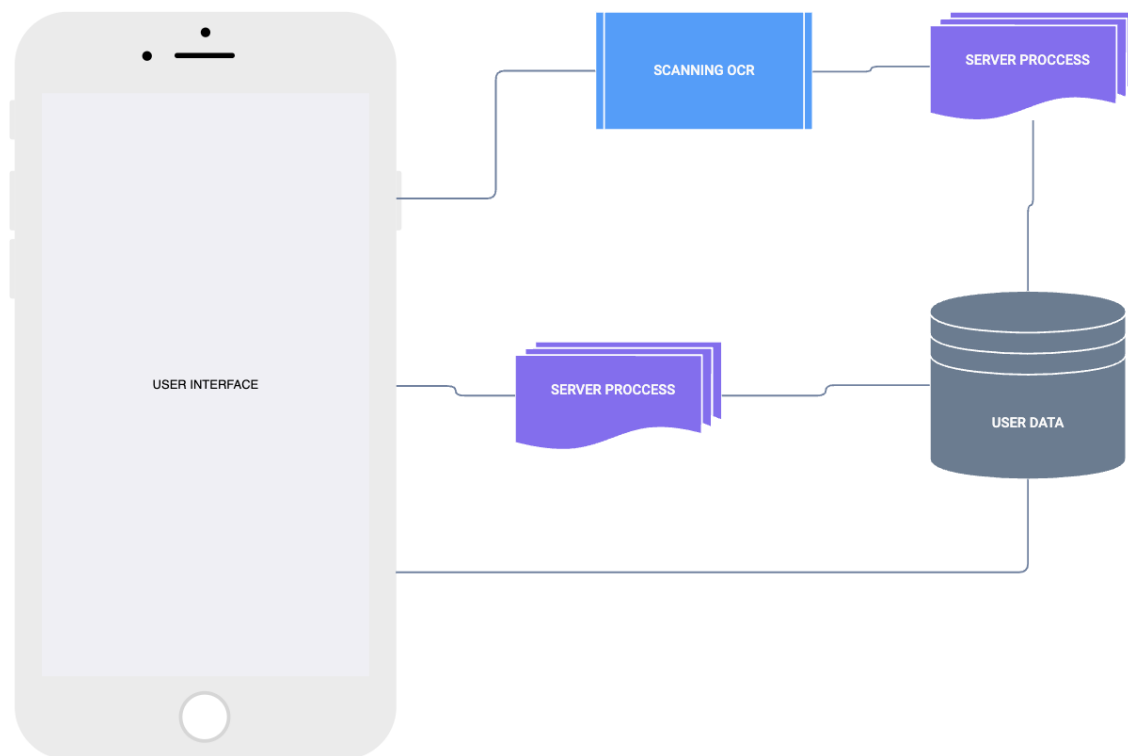 SCANNING OCR
SERVER PROCCESS
USER INTERFACE
SERVER PROCCESS
USER DATA